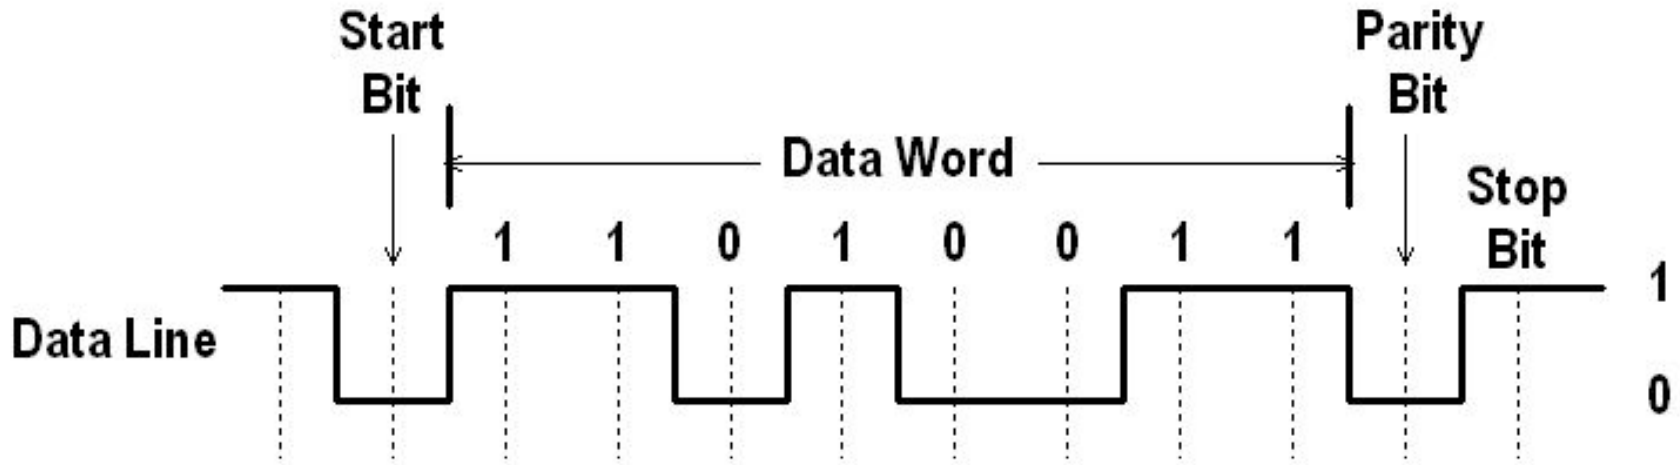 Start
Bit
Parity
Bit
Data Word
Stop
Bit
1 1 0 1 0 0 1 1
1
Data Line
0